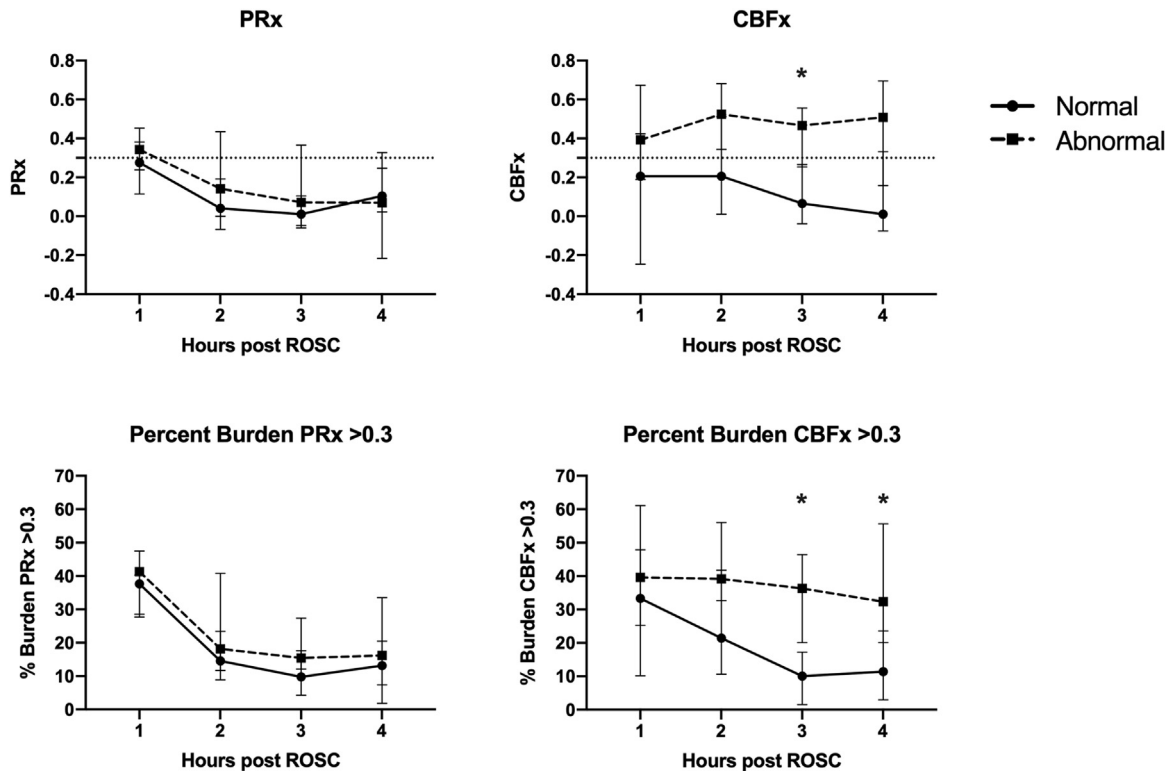 PRx
0.8
0.6
0.4
0.2
0.0
-0.2
-0.4
PRx
1 2 3 4
Hours post ROSC
CBFx
0.8
0.6
0.4
0.2
0.0
-0.2
-0.4
CBFx
*
1 2 3 4
Hours post ROSC
Normal
Abnormal
Percent Burden PRx >0.3
70
60
50
40
30
20
10
0
% Burden PRx >0.3
1 2 3 4
Hours post ROSC
Percent Burden CBFx >0.3
70
60
50
40
30
20
10
0
% Burden CBFx >0.3
* *
1 2 3 4
Hours post ROSC